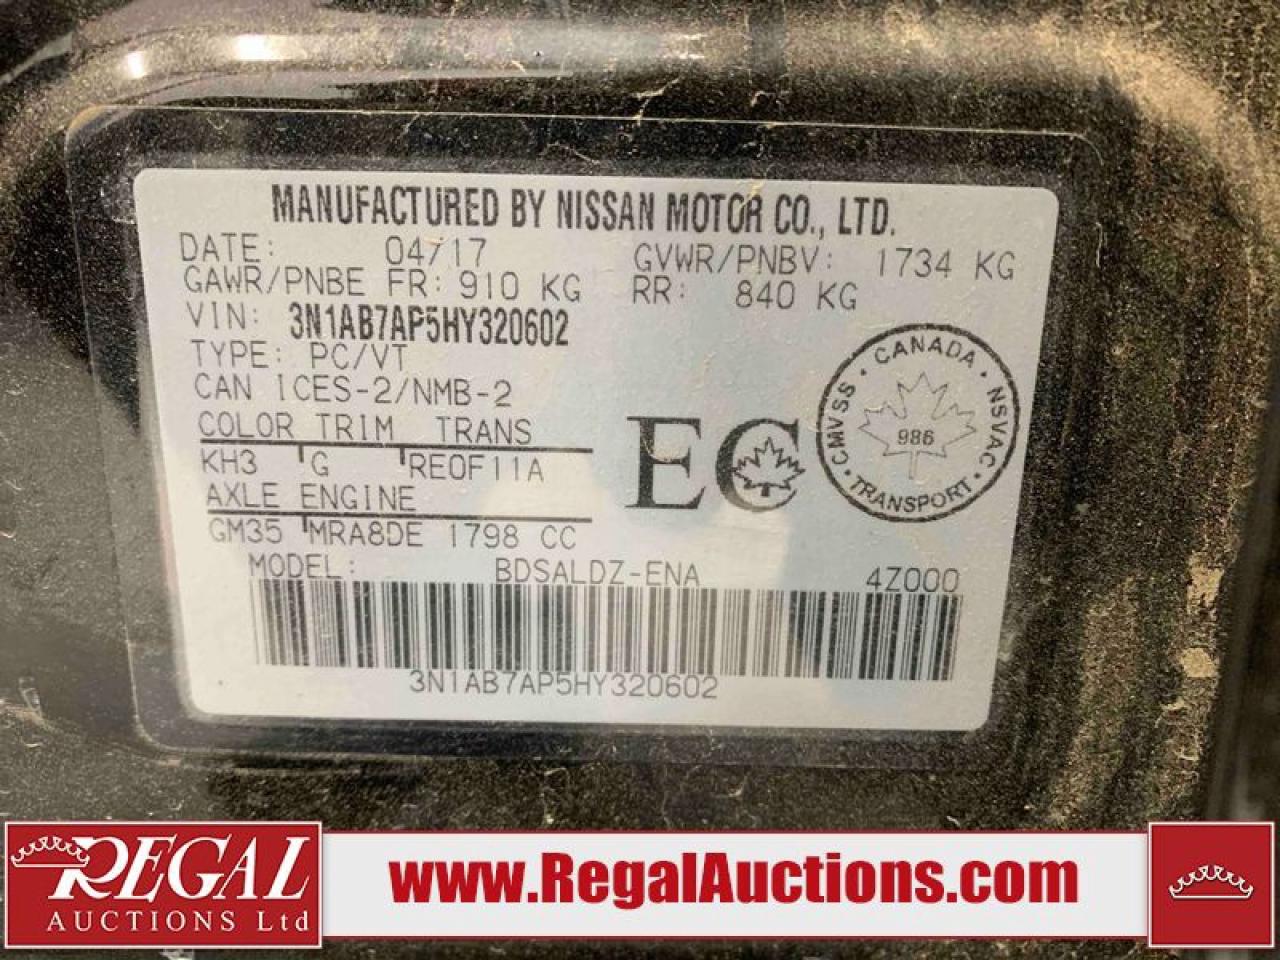 MANUFACTURED BY NISSAN MOTOR CO., LTD.
DATE: 04/17 GVWR/PNBV: 1734 KG
GAWR/PNBE FR: 910 KG RR: 840 KG
VIN: 3N1AB7AP5HY320602
TYPE: PC/VT
CAN ICES-2/NMB-2
COLOR TRIM TRANS
KH3 G RE0F11A
AXLE ENGINE
GM35 MRA8DE 1798 CC
EC
CANADA
CMVSS · NSVAC
986
TRANSPORT
MODEL: BDSALDZ-ENA 4Z000
3N1AB7AP5HY320602
REGAL
AUCTIONS Ltd
www.RegalAuctions.com